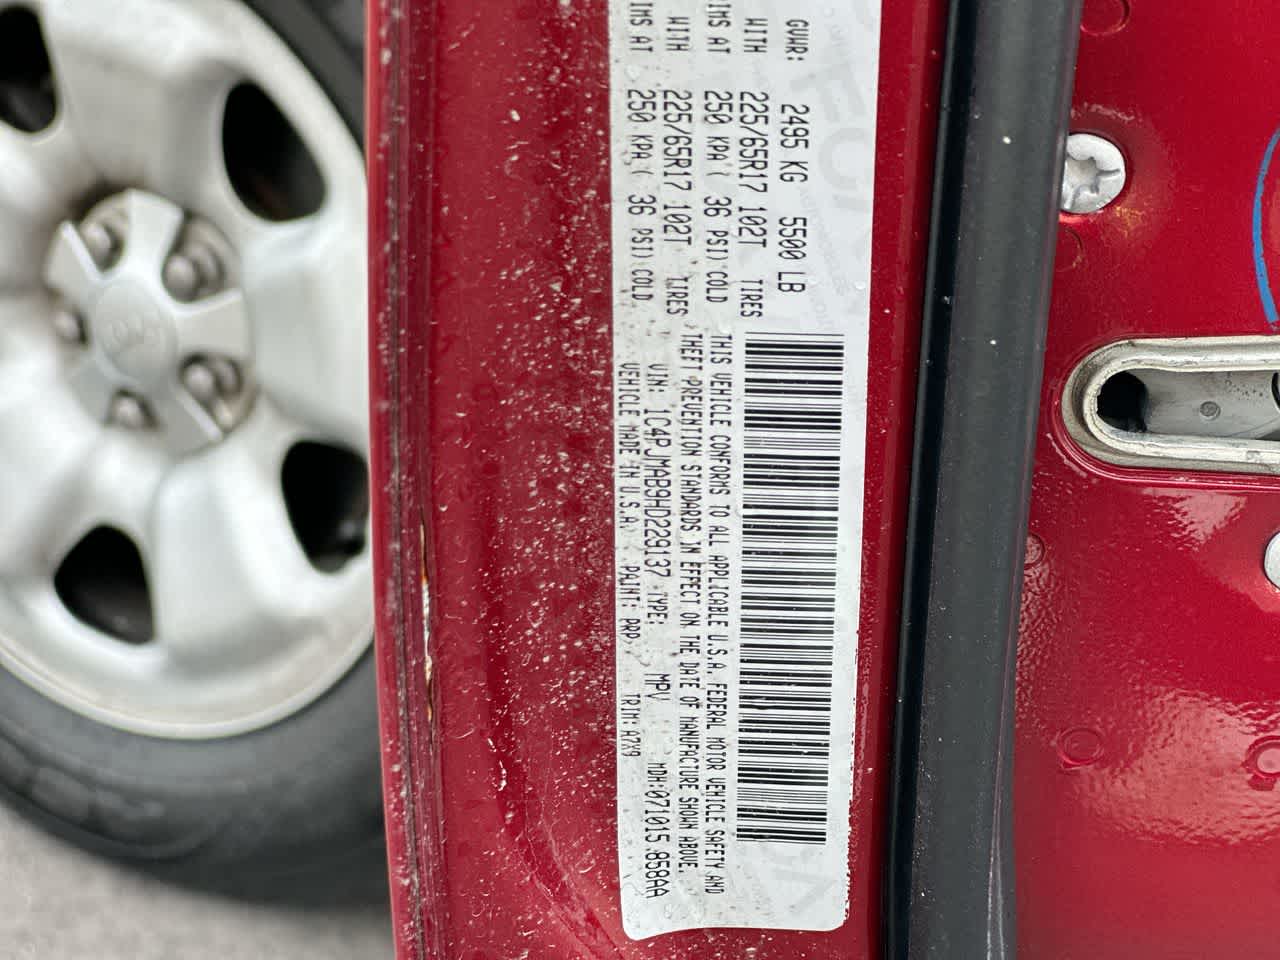 GVWR: 2495 KG 5500 LB
WITH 225/65R17 102T TIRES
IMS AT 250 KPA( 36 PSI) COLD
WITH 225/65R17 102T TIRES
IMS AT 250 KPA( 36 PSI) COLD
THIS VEHICLE CONFORMS TO ALL APPLICABLE U.S.A. FEDERAL MOTOR VEHICLE SAFETY AND
THEFT PREVENTION STANDARDS IN EFFECT ON THE DATE OF MANUFACTURE SHOWN ABOVE.
VIN: 1C4PJMAB9HD229137 TYPE: MPV MDH:071015 858AA
VEHICLE MADE IN U.S.A. PAINT: PRP TRIM: A7X9